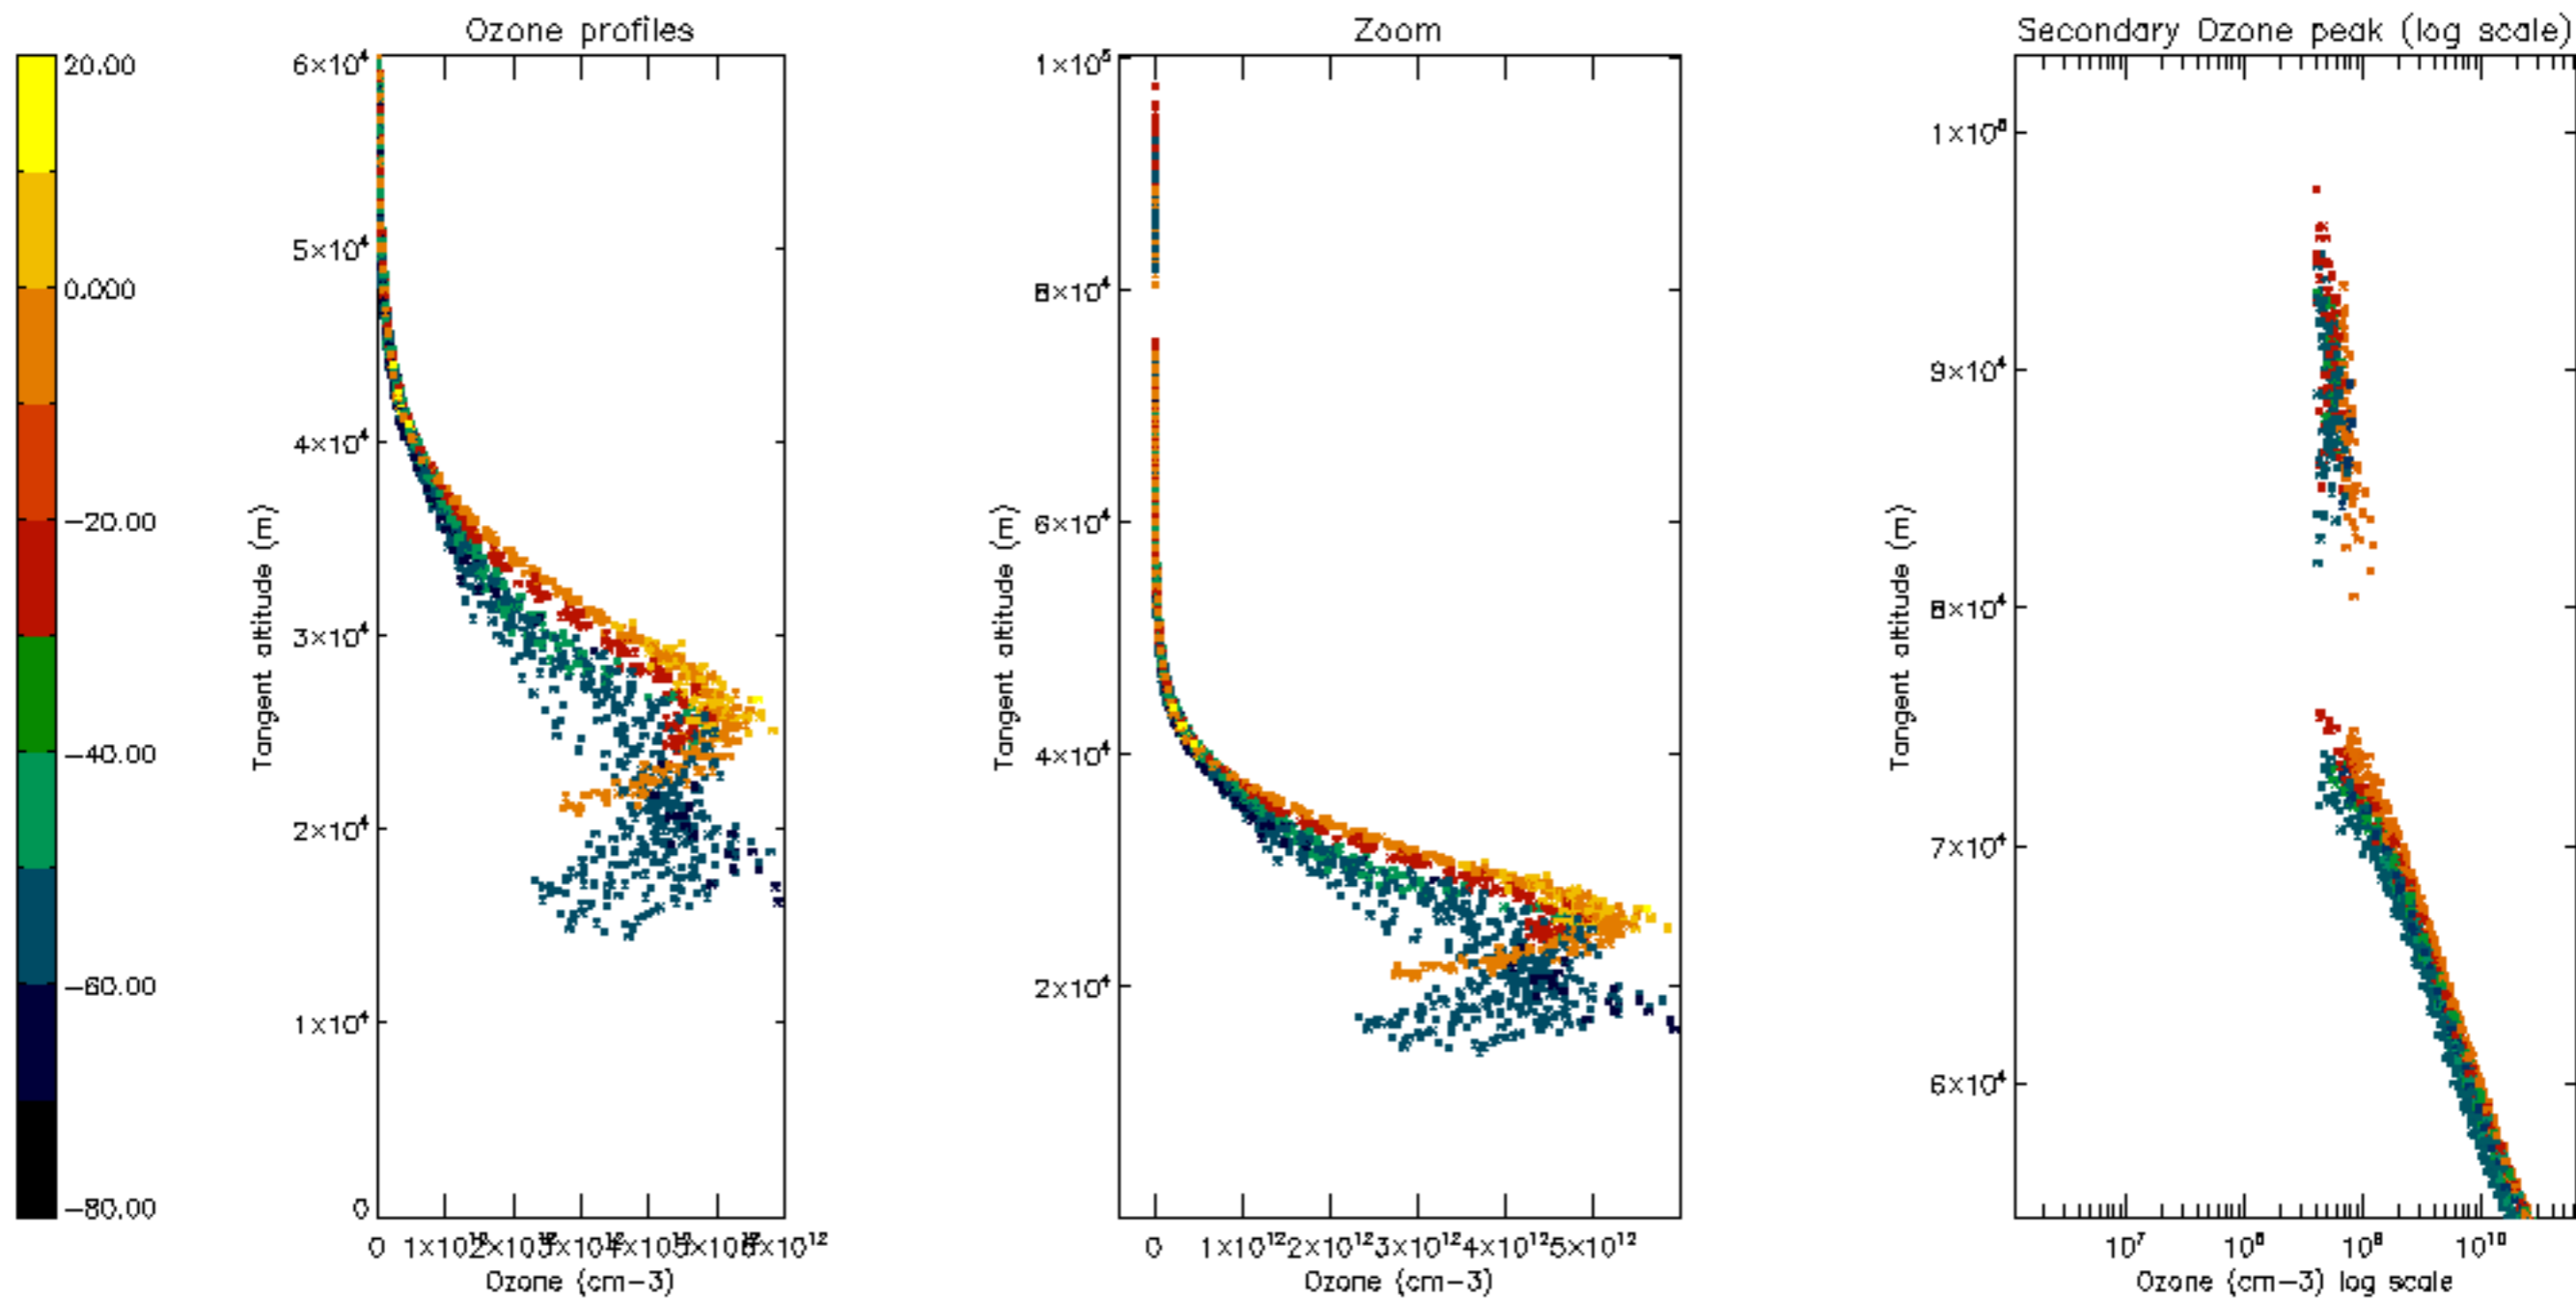 Ozone profiles
Zoom
Secondary Ozone peak (log scale)
20.00
0.000
−20.00
−40.00
−60.00
−80.00
6×10⁴
5×10⁴
4×10⁴
3×10⁴
2×10⁴
1×10⁴
0
Tangent altitude (m)
0
Ozone (cm−3)
1×10⁵
8×10⁴
6×10⁴
4×10⁴
2×10⁴
Tangent altitude (m)
0 1×10¹² 2×10¹² 3×10¹² 4×10¹² 5×10¹²
Ozone (cm−3)
9×10⁴
8×10⁴
7×10⁴
6×10⁴
Tangent altitude (m)
10⁷ 10⁸ 10⁹ 10¹⁰
Ozone (cm−3) log scale